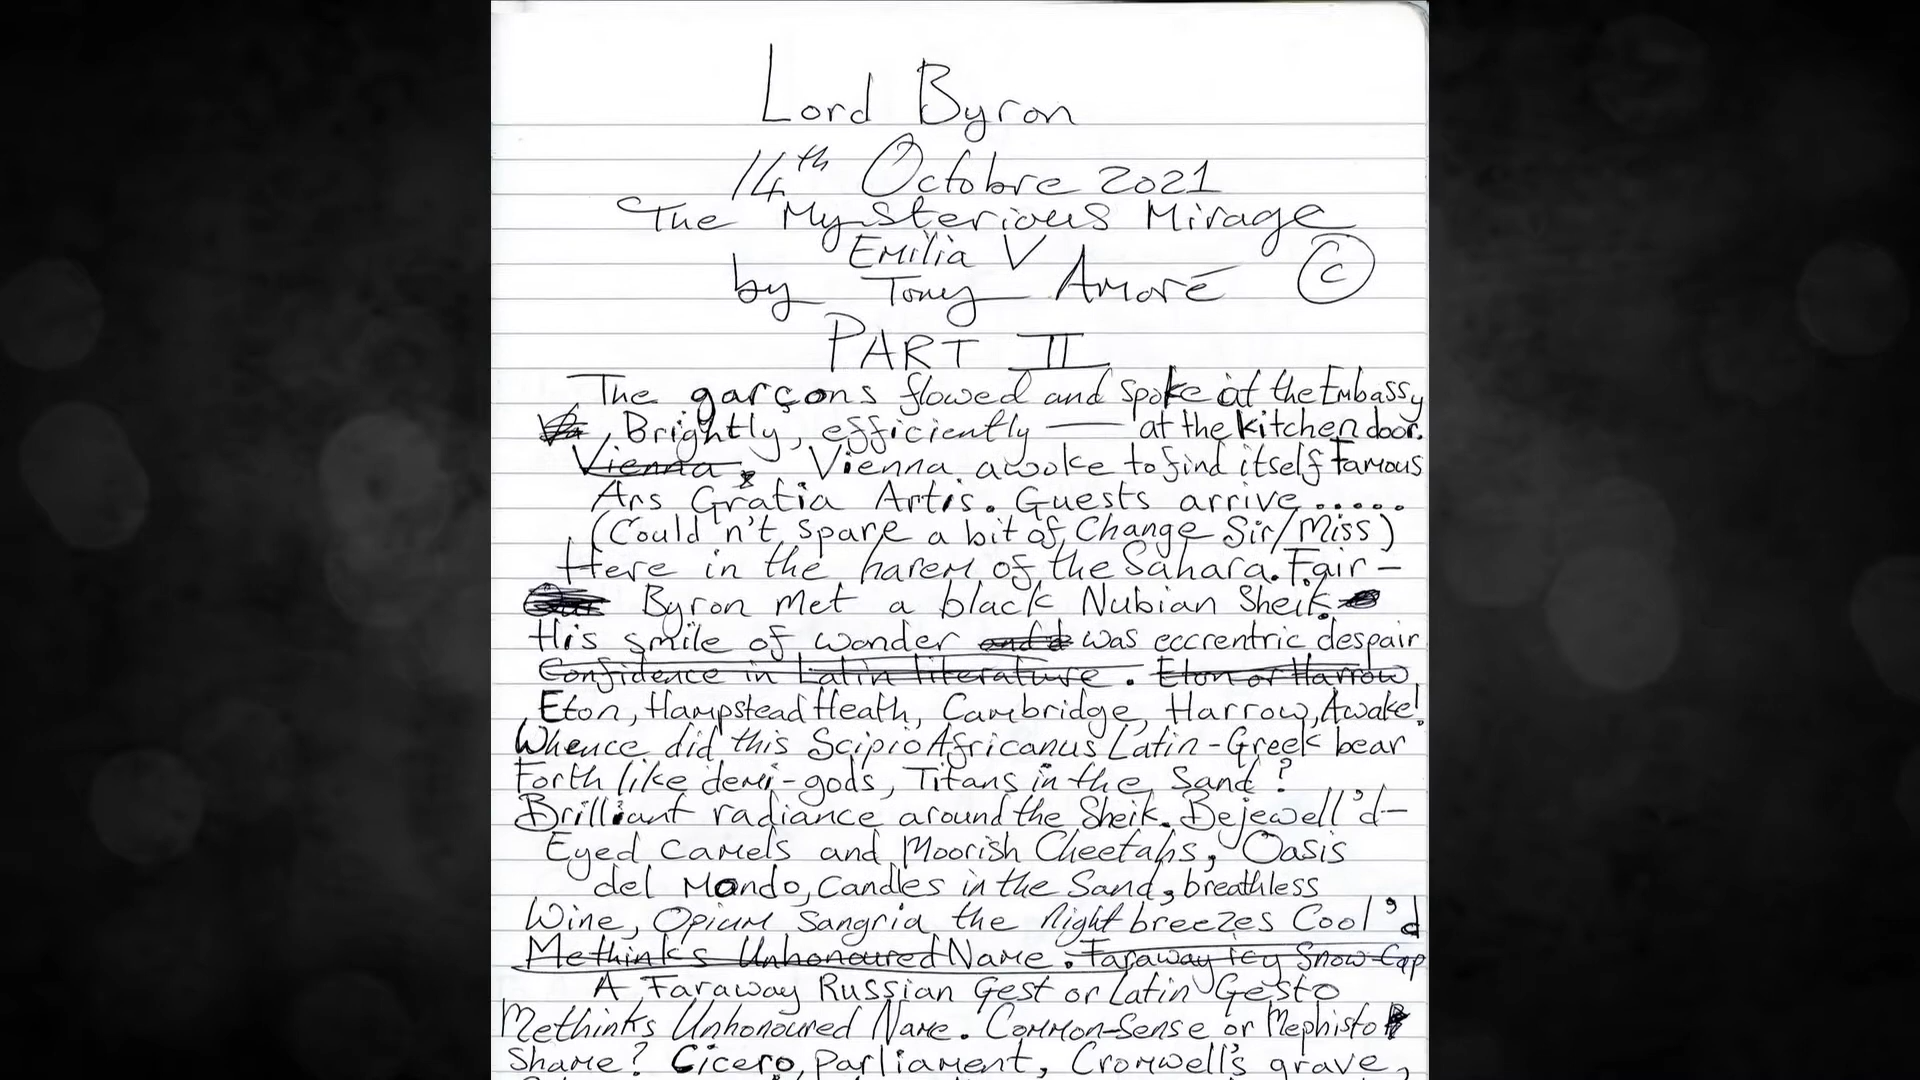 Lord Byron
14th Octobre 2021
The Mysterious Mirage
Emilia V
by Tony Amoré ©
PART II
The garçons flowed and spoke at the Embassy
, Brightly, efficiently — at the kitchen door.
Vienna. Vienna awoke to find itself Famous
Ars Gratia Artis. Guests arrive.....
(Could'n't spare a bit of Change Sir/Miss)
Here in the harem of the Sahara. Fair -
Byron met a black Nubian Sheik.
His smile of wonder was eccentric despair
Confidence in Latin literature. Eton or Harrow,
, Eton, Hampstead Heath, Cambridge, Harrow, Awake!
Whence did this Scipio Africanus Latin-Greek bear
Forth like demi-gods, Titans in the Sand?
Brilliant radiance around the Sheik. Bejewell'd-
Eyed Camels and Moorish Cheetahs, Oasis
del Mondo, Candles in the Sand, breathless
Wine, Opium Sangria the Night breezes Cool'd
Methinks Unhonoured Name. Faraway icy Snow-Cap
A Faraway Russian Gest or Latin Gesto
Methinks Unhonoured Name. Common-Sense or Mephisto
Shame? Cicero, Parliament, Cromwell's grave,